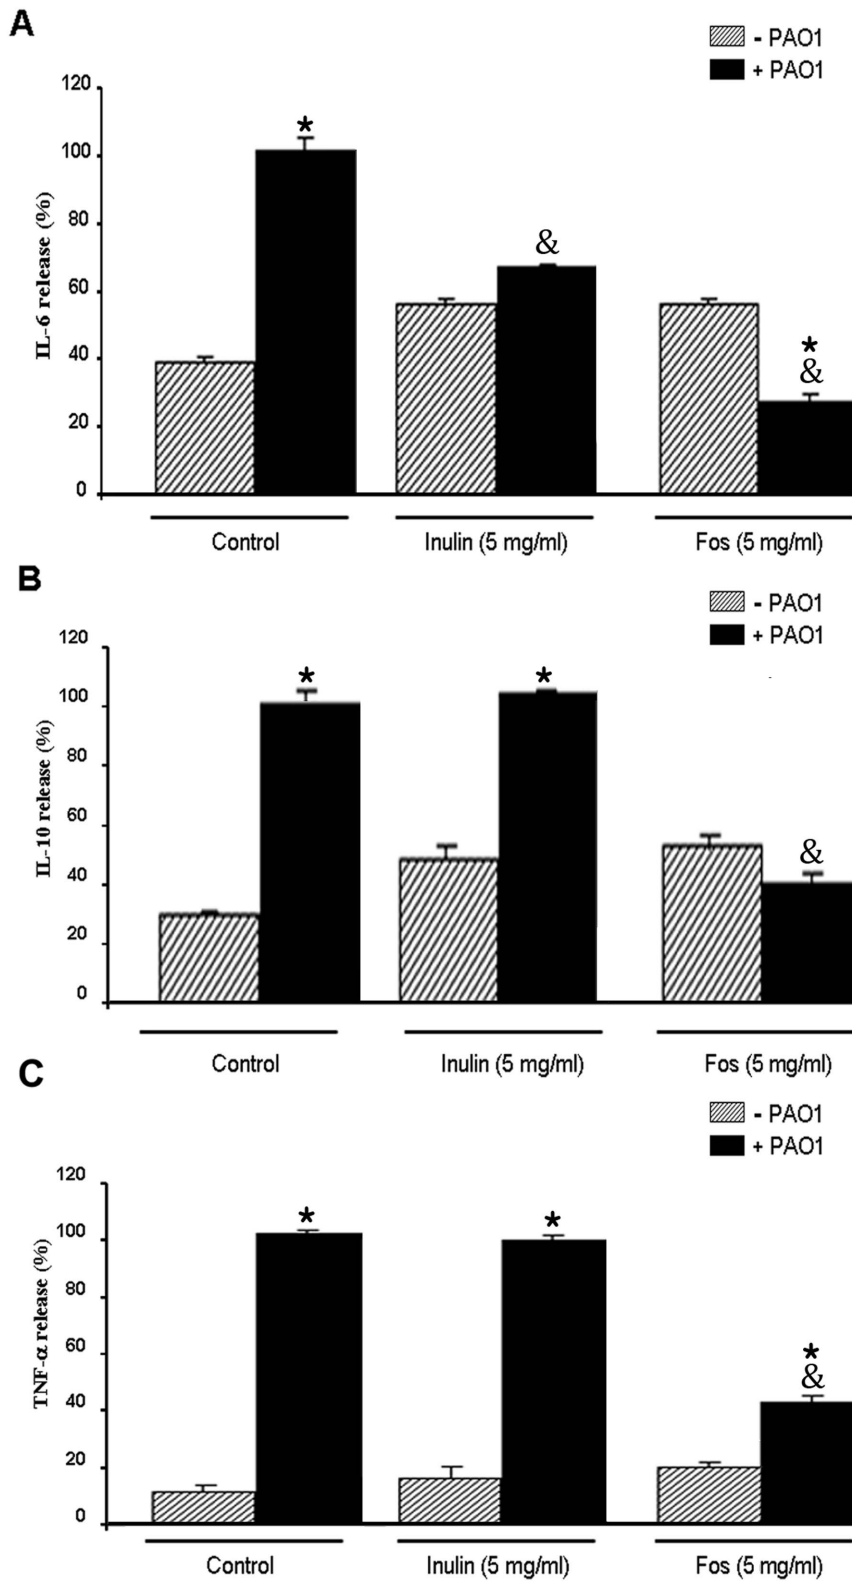 A
- PAO1
+ PAO1
IL-6 release (%)
120
100
80
60
40
20
0
*
&
*
&
Control
Inulin (5 mg/ml)
Fos (5 mg/ml)
B
- PAO1
+ PAO1
IL-10 release (%)
120
100
80
60
40
20
0
*
*
&
Control
Inulin (5 mg/ml)
Fos (5 mg/ml)
C
- PAO1
+ PAO1
TNF-α release (%)
120
100
80
60
40
20
0
*
*
*
&
Control
Inulin (5 mg/ml)
Fos (5 mg/ml)